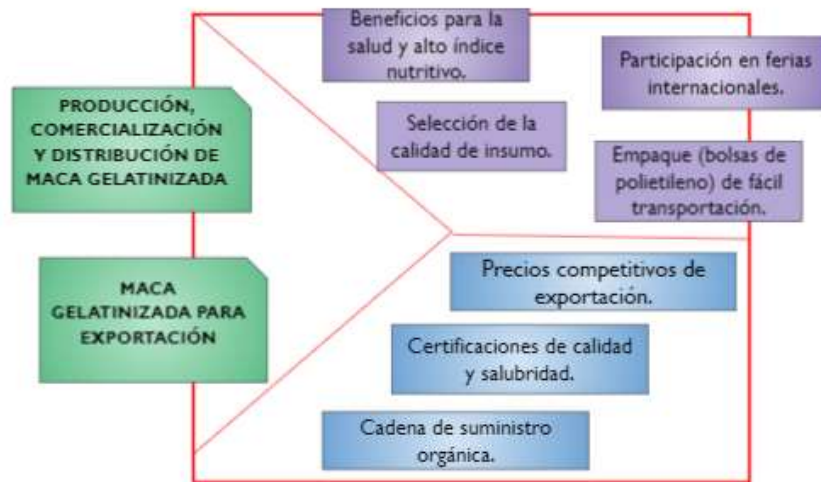 PRODUCCIÓN,
COMERCIALIZACIÓN
Y DISTRIBUCIÓN DE
MACA GELATINIZADA
MACA
GELATINIZADA PARA
EXPORTACIÓN
Beneficios para
la salud y alto índice
nutritivo.
Participación en ferias
internacionales.
Selección de la
calidad de insumo.
Empaque (bolsas de
polietileno) de fácil
transportación.
Precios competitivos de
exportación.
Certificaciones de calidad
y salubridad.
Cadena de suministro
orgánica.